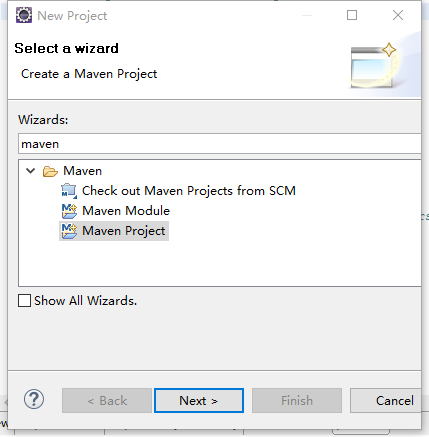 New Project
Select a wizard
Create a Maven Project
Wizards:
maven
Maven
Check out Maven Projects from SCM
Maven Module
Maven Project
Show All Wizards.
< Back
Next >
Finish
Cancel